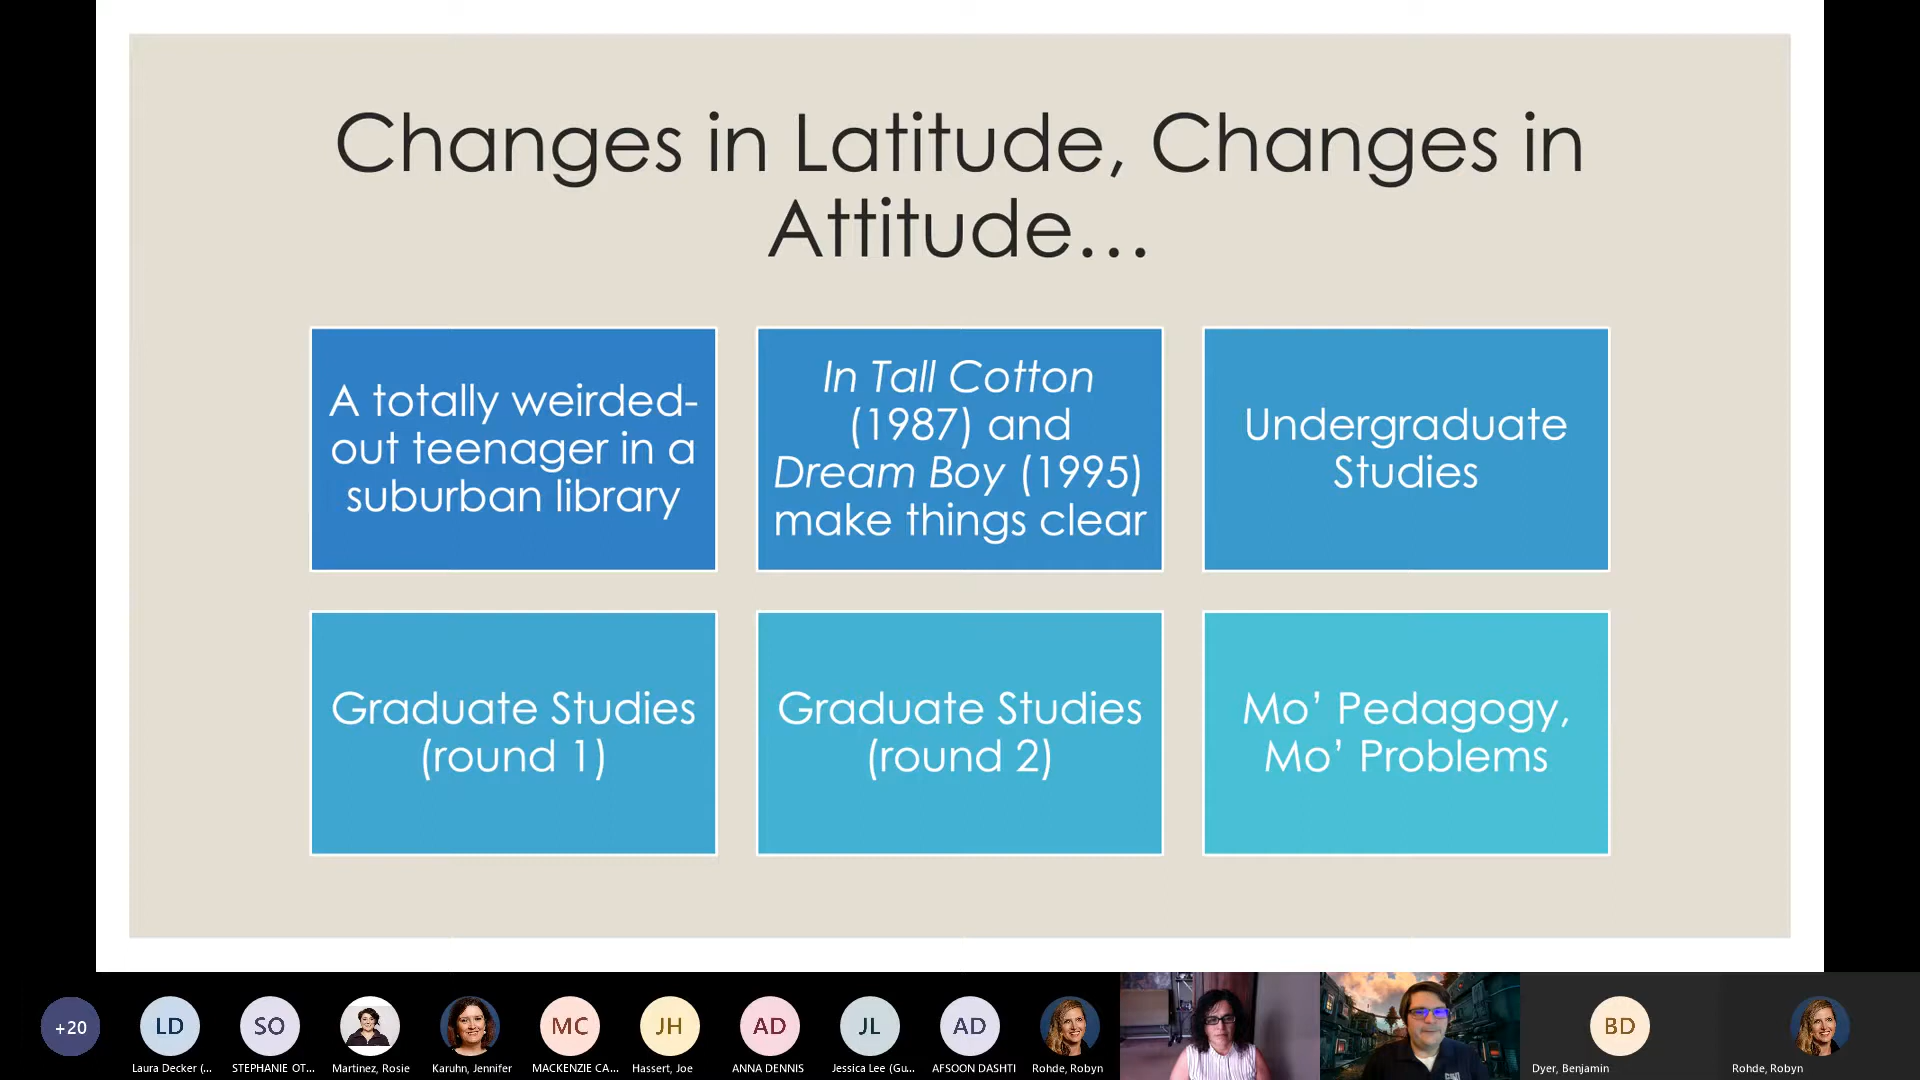 Changes in Latitude, Changes in
Attitude…
A totally weirded-
out teenager in a
suburban library
In Tall Cotton
(1987) and
Dream Boy (1995)
make things clear
Undergraduate
Studies
Graduate Studies
(round 1)
Graduate Studies
(round 2)
Mo’ Pedagogy,
Mo’ Problems
+20
LD
SO
MC
JH
AD
JL
AD
BD
Laura Decker (...
STEPHANIE OT...
Martinez, Rosie
Karuhn, Jennifer
MACKENZIE CA...
Hassert, Joe
ANNA DENNIS
Jessica Lee (Gu...
AFSOON DASHTI
Rohde, Robyn
Dyer, Benjamin
Rohde, Robyn